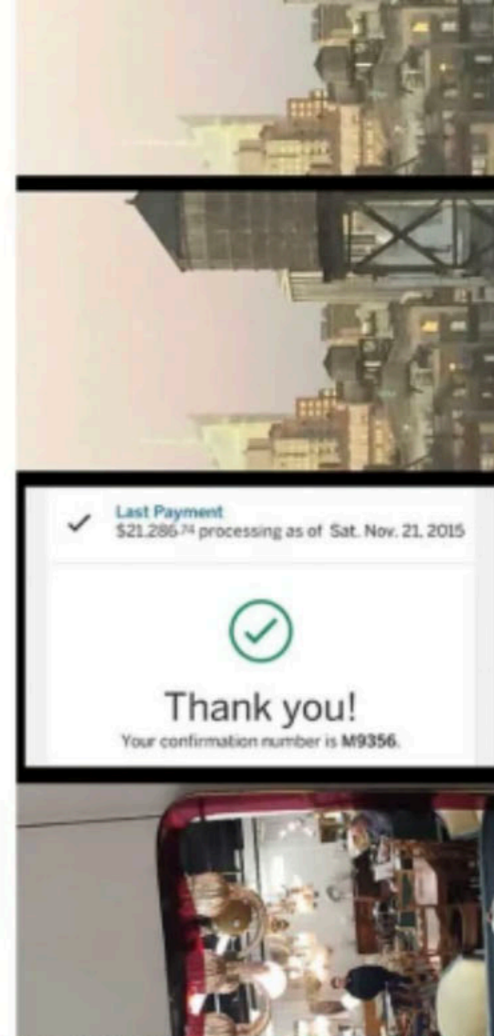 Last Payment
$21,286.74 processing as of Sat. Nov. 21, 2015
Thank you!
Your confirmation number is M9356.